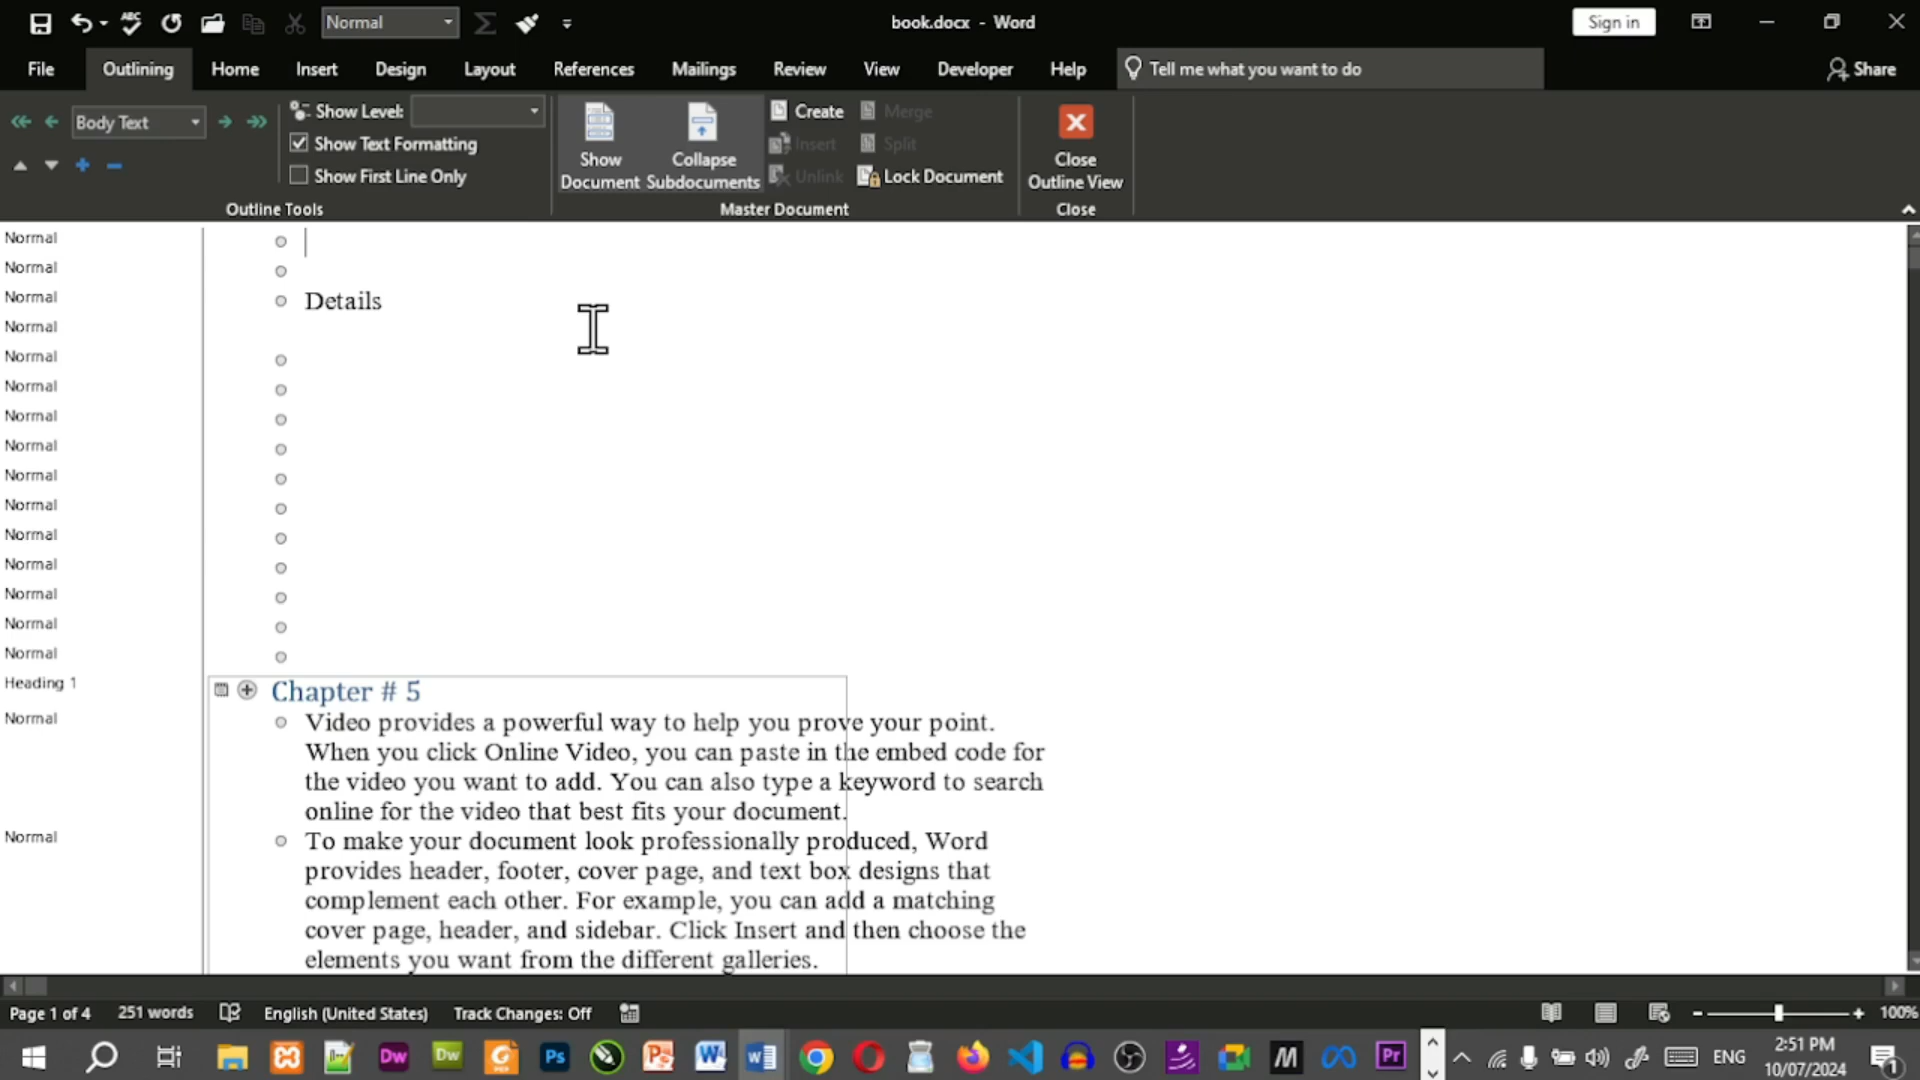 Normal
book.docx - Word
Sign in
File
Outlining
Home
Insert
Design
Layout
References
Mailings
Review
View
Developer
Help
Tell me what you want to do
Share
Body Text
Show Level:
Show Text Formatting
Show First Line Only
Outline Tools
Show
Document
Collapse
Subdocuments
Create
Insert
Unlink
Merge
Split
Lock Document
Master Document
Close
Outline View
Close
Normal
Normal
Normal
Details
Normal
Normal
Normal
Normal
Normal
Normal
Normal
Normal
Normal
Normal
Normal
Normal
Heading 1
Chapter # 5
Normal
Video provides a powerful way to help you prove your point.
When you click Online Video, you can paste in the embed code for
the video you want to add. You can also type a keyword to search
online for the video that best fits your document.
Normal
To make your document look professionally produced, Word
provides header, footer, cover page, and text box designs that
complement each other. For example, you can add a matching
cover page, header, and sidebar. Click Insert and then choose the
elements you want from the different galleries.
Page 1 of 4
251 words
English (United States)
Track Changes: Off
100%
Dw
Dw
Ps
Pr
ENG
2:51 PM
10/07/2024
1